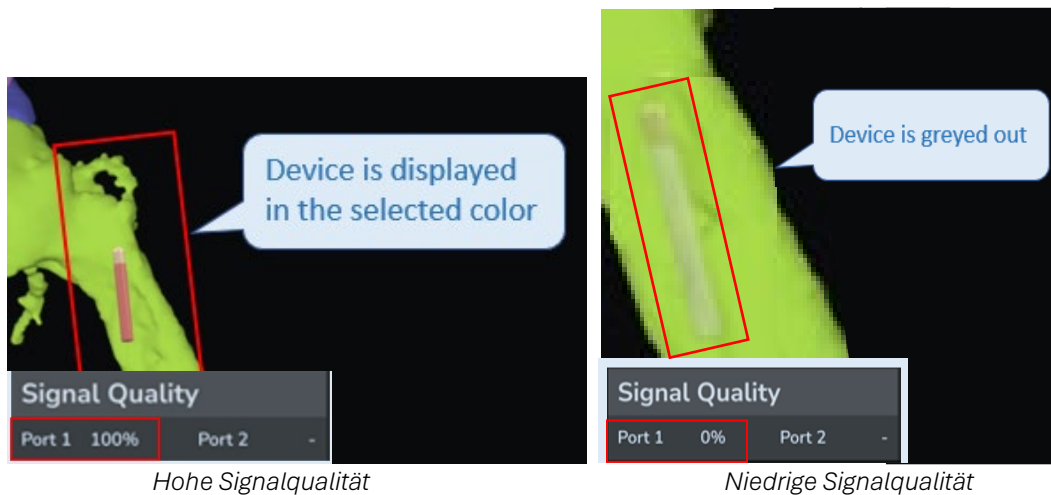 Device is displayed
in the selected color
Signal Quality
Port 1 100% Port 2 -
Hohe Signalqualität
Device is greyed out
Signal Quality
Port 1 0% Port 2 -
Niedrige Signalqualität